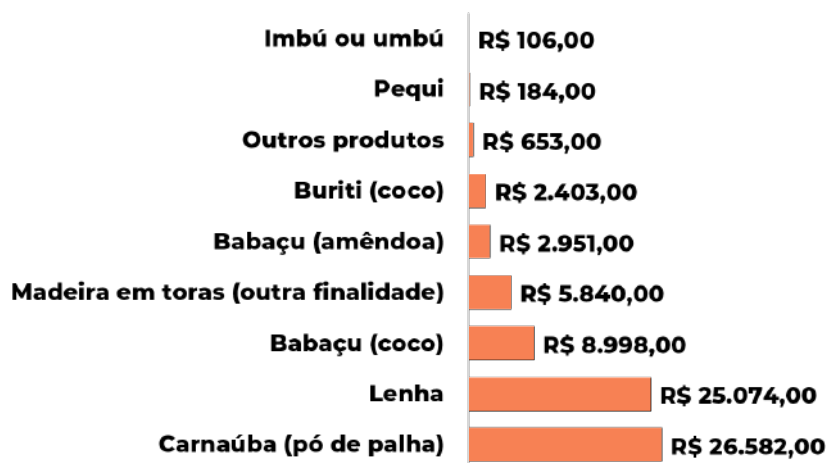 Imbú ou umbú R$ 106,00
Pequi R$ 184,00
Outros produtos R$ 653,00
Buriti (coco) R$ 2.403,00
Babaçu (amêndoa) R$ 2.951,00
Madeira em toras (outra finalidade) R$ 5.840,00
Babaçu (coco) R$ 8.998,00
Lenha R$ 25.074,00
Carnaúba (pó de palha) R$ 26.582,00